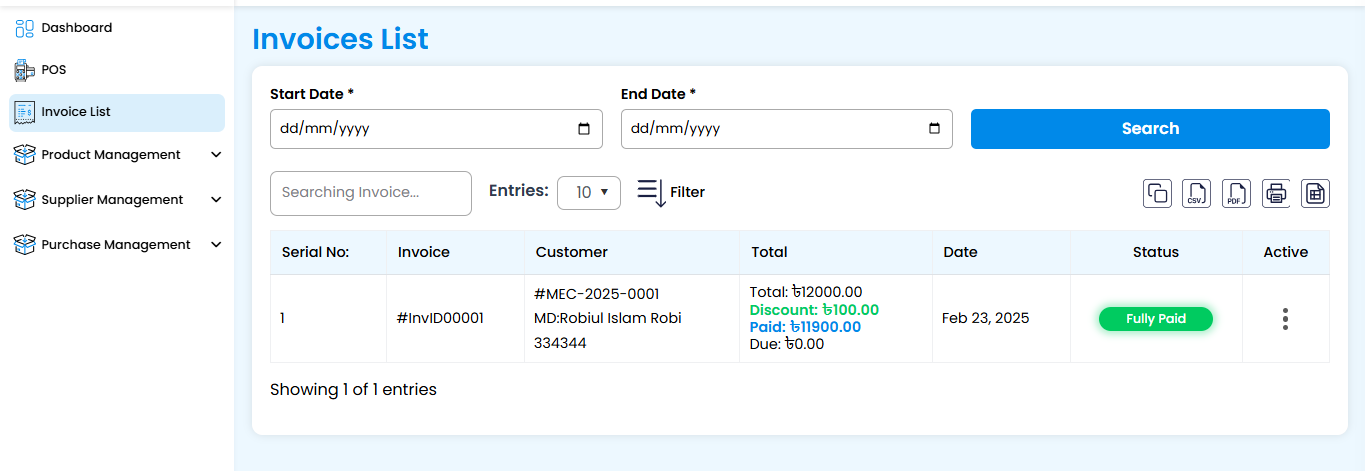 Dashboard
POS
Invoice List
Product Management
Supplier Management
Purchase Management
Invoices List
Start Date *
End Date *
dd/mm/yyyy
dd/mm/yyyy
Search
Searching Invoice...
Entries: 10 Filter
CSV
PDF
Serial No: Invoice Customer Total Date Status Active
1
#InvID00001
#MEC-2025-0001
MD:Robiul Islam Robi
334344
Total: ৳12000.00
Discount: ৳100.00
Paid: ৳11900.00
Due: ৳0.00
Feb 23, 2025
Fully Paid
Showing 1 of 1 entries